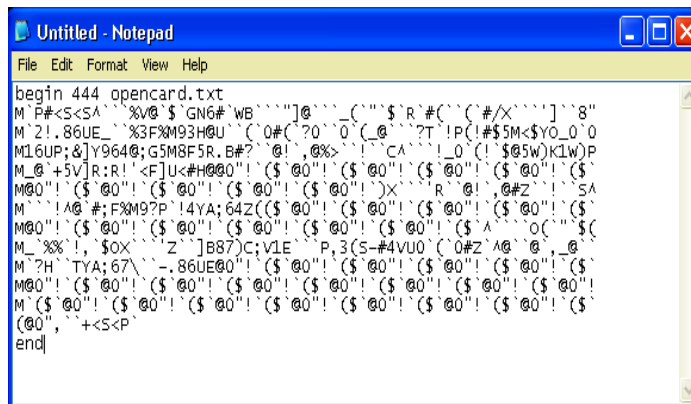 Untitled - Notepad
File Edit Format View Help
begin 444 opencard.txt
M`P#<S<S^```%V@`$`GN6#`WB```"]@```_(`"`$`R`#(``(`#/X````']``8"
M`2!.86UE_``%3F%M93H@U``(`0#(``?0``0`(_@```?T`!P(!#$5M<$YO_0`0
M16UP;&]Y964@;G5M8F5R.B#?``@!`,@%>``!``C^```!_0`(!`$@5W)K1W)P
M_@`+5V]R:R!`<F]U<#H@@0"!`($`@0"!`($`@0"!`($`@0"!`($`@0"!`($`
M@0"!`($`@0"!`($`@0"!`($`@0"!`($`@0"!`)X````R``@!`,@#Z``!``S^
M````!^@`#;F%M9?P`!4YA;64Z(($`@0"!`($`@0"!`($`@0"!`($`@0"!`($`
M@0"!`($`@0"!`($`@0"!`($`@0"!`($`@0"!`($`@0"!`($`^````O(`"`$(
M_`%%`!,`$OX````'Z``]B87)C;V1E````P,3(S-#4VU0`(``0#Z`^@``@`,_@``
M`?H``TYA;67\``-.86UE@0"!`($`@0"!`($`@0"!`($`@0"!`($`@0"!`($`
M@0"!`($`@0"!`($`@0"!`($`@0"!`($`@0"!`($`@0"!`($`@0"!`($`@0"!
M`($`@0"!`($`@0"!`($`@0"!`($`@0"!`($`@0"!`($`@0"!`($`@0"!`($`
(@0",``+<S<P`
end